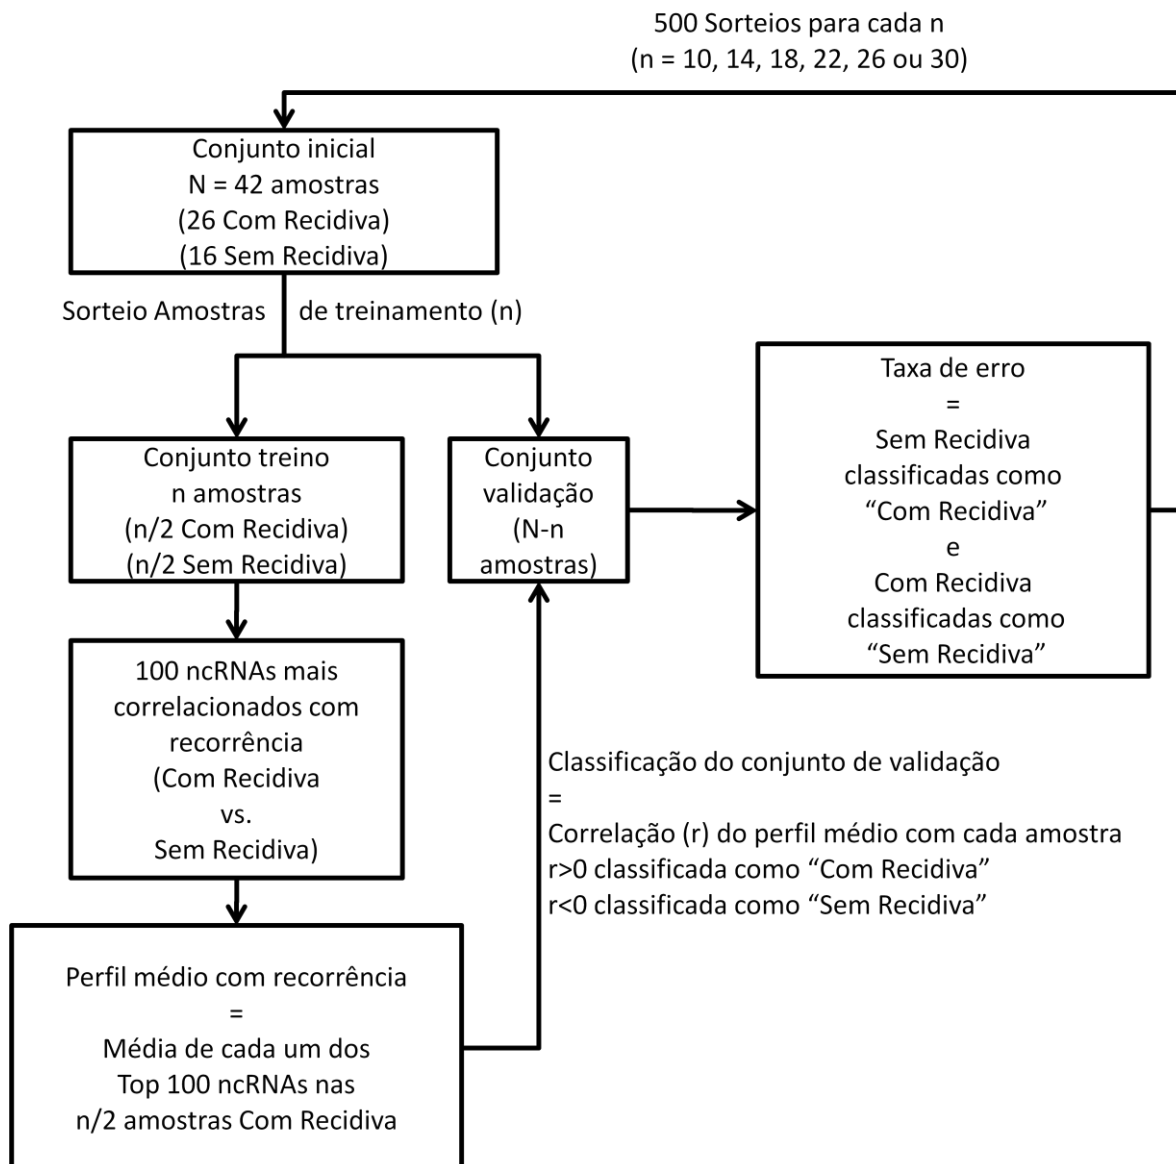 500 Sorteios para cada n
(n = 10, 14, 18, 22, 26 ou 30)
Conjunto inicial
N = 42 amostras
(26 Com Recidiva)
(16 Sem Recidiva)
Sorteio Amostras de treinamento (n)
Conjunto treino
n amostras
(n/2 Com Recidiva)
(n/2 Sem Recidiva)
Conjunto
validação
(N-n
amostras)
Taxa de erro
=
Sem Recidiva
classificadas como
“Com Recidiva”
e
Com Recidiva
classificadas como
“Sem Recidiva”
100 ncRNAs mais
correlacionados com
recorrência
(Com Recidiva
vs.
Sem Recidiva)
Classificação do conjunto de validação
=
Correlação (r) do perfil médio com cada amostra
r>0 classificada como “Com Recidiva”
r<0 classificada como “Sem Recidiva”
Perfil médio com recorrência
=
Média de cada um dos
Top 100 ncRNAs nas
n/2 amostras Com Recidiva